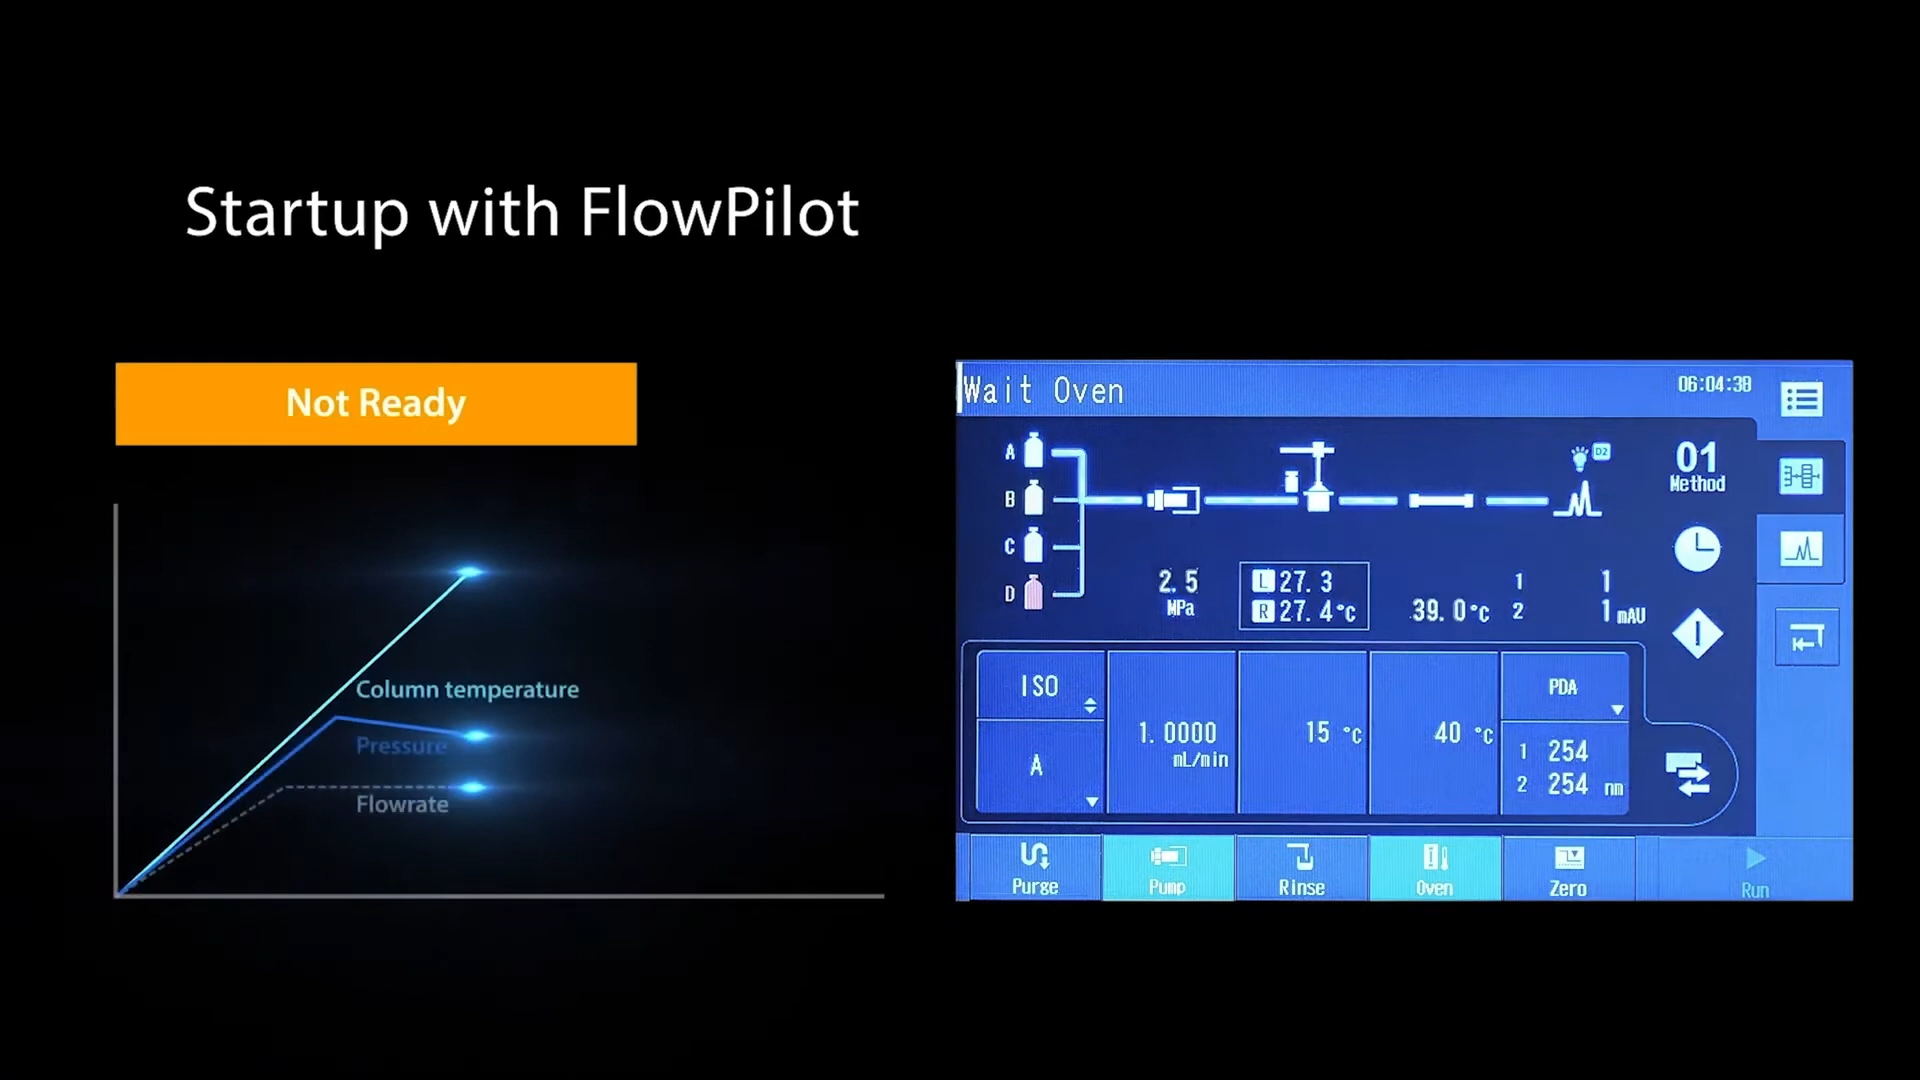 Startup with FlowPilot
Not Ready
Column temperature
Pressure
Flowrate
Wait Oven
06:04:38
A
B
C
D
D2
01
Method
2.5
MPa
L 27.3
R 27.4°C
39.0°C
1 1
2 1 mAU
ISO
A
1.0000
mL/min
15 °C
40 °C
PDA
1 254
2 254 nm
Purge
Pump
Rinse
Oven
Zero
Run